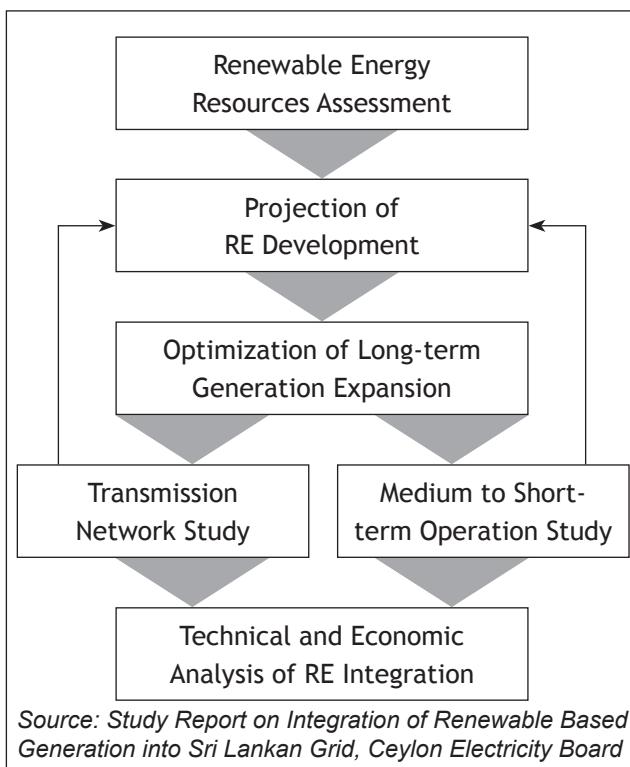 Renewable Energy
Resources Assessment
Projection of
RE Development
Optimization of Long-term
Generation Expansion
Transmission
Network Study
Medium to Short-
term Operation Study
Technical and Economic
Analysis of RE Integration
Source: Study Report on Integration of Renewable Based
Generation into Sri Lankan Grid, Ceylon Electricity Board